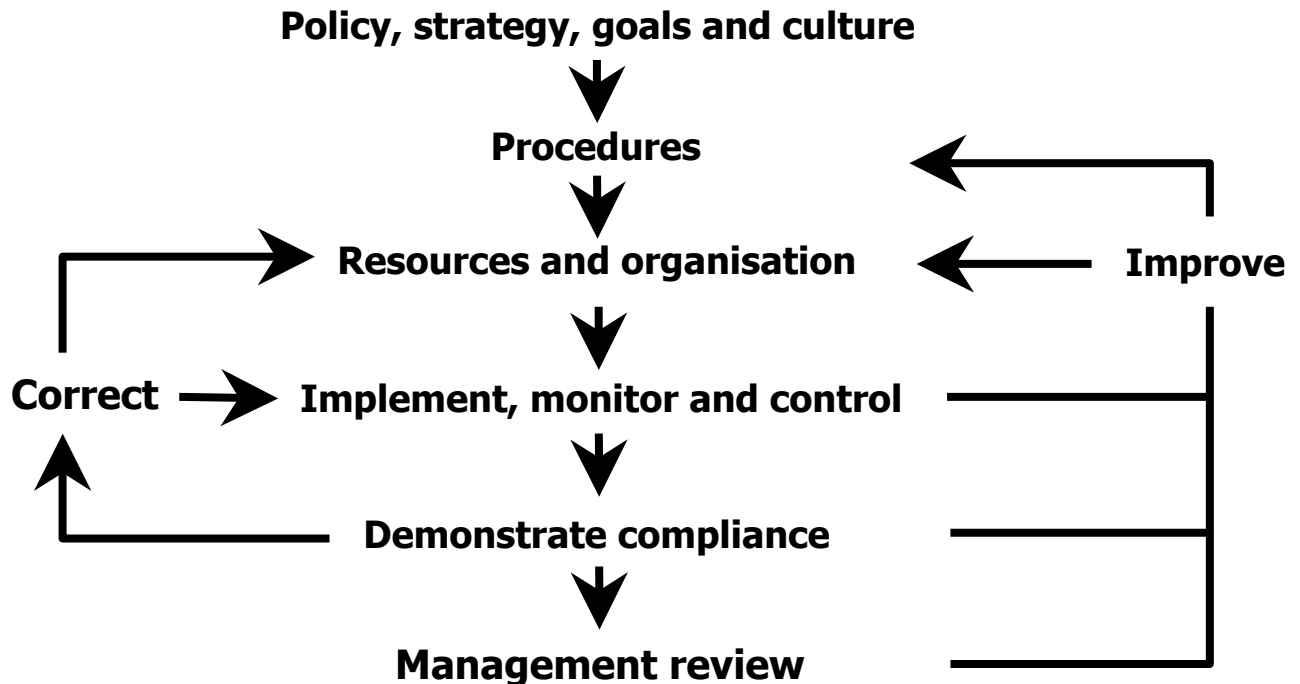 Policy, strategy, goals and culture
Procedures
Resources and organisation
Improve
Correct
Implement, monitor and control
Demonstrate compliance
Management review